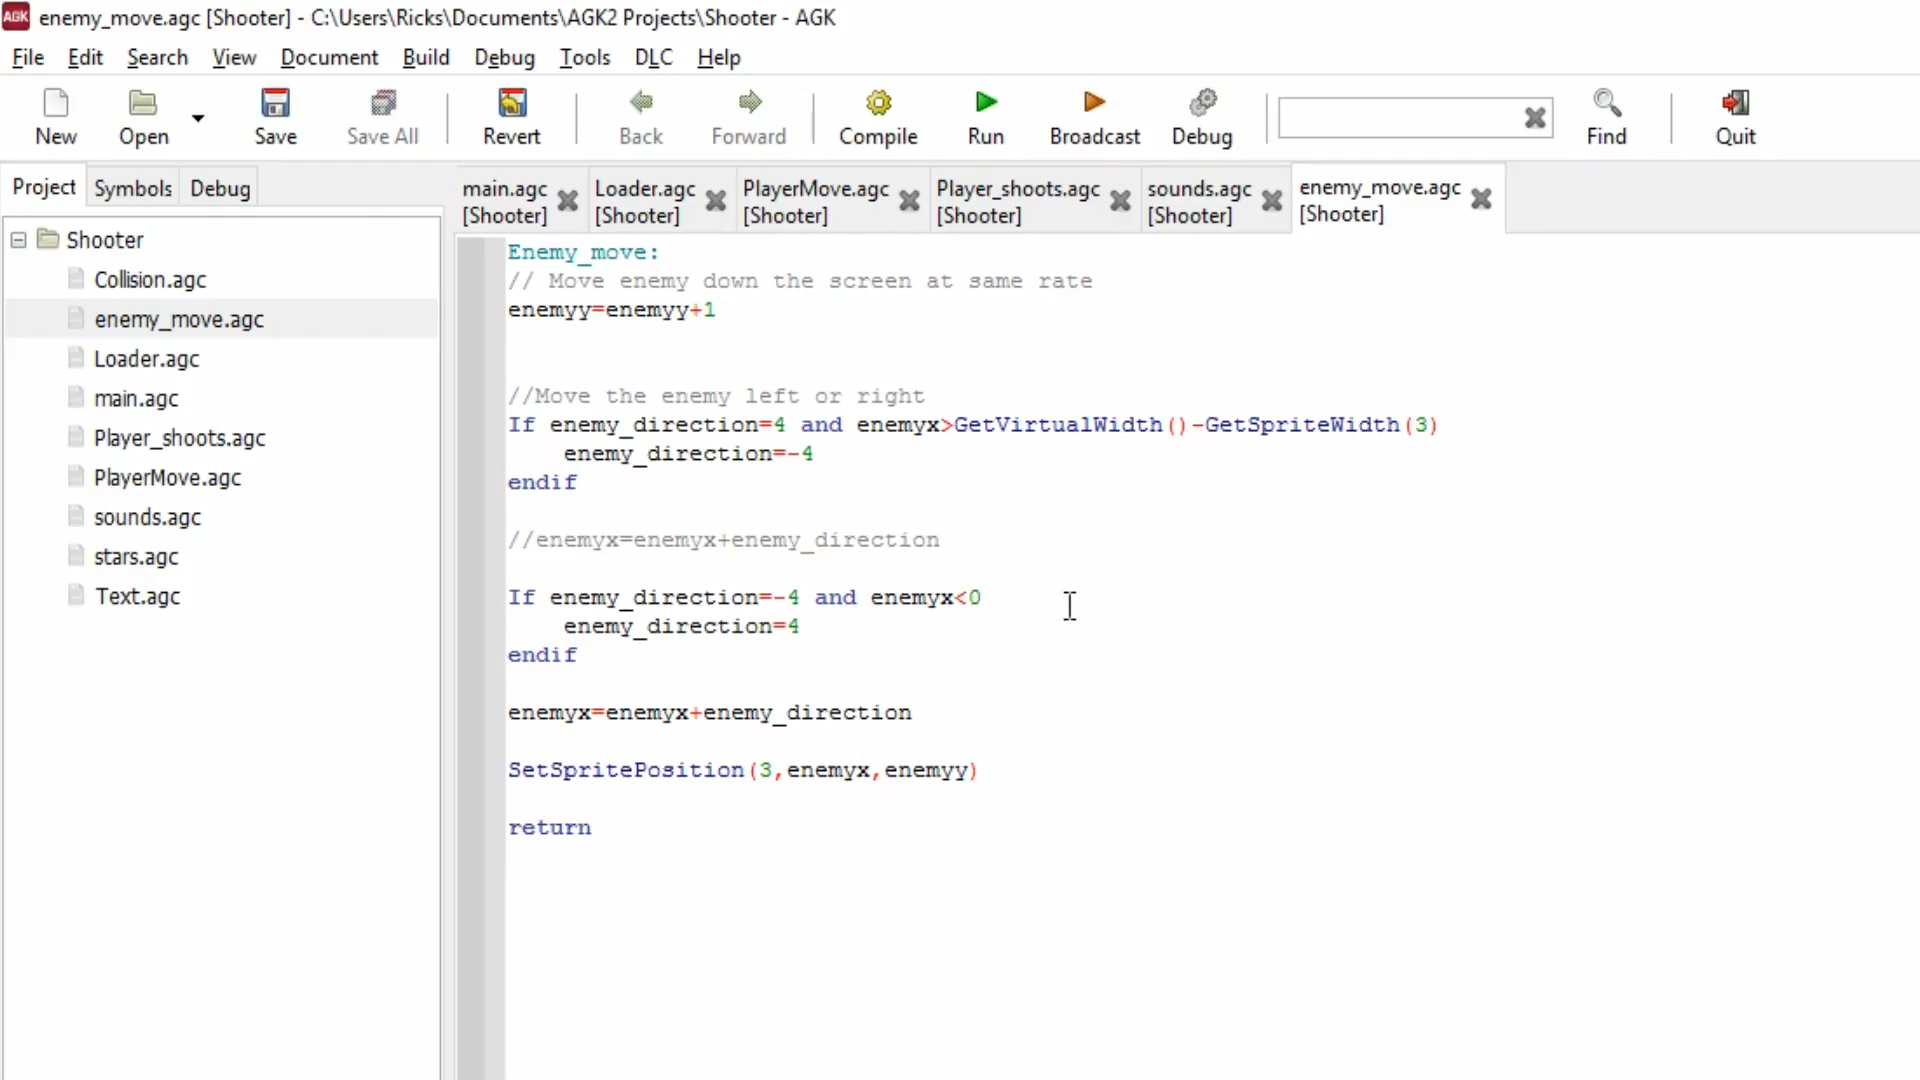 AGK enemy_move.agc [Shooter] - C:\Users\Ricks\Documents\AGK2 Projects\Shooter - AGK
File Edit Search View Document Build Debug Tools DLC Help
New Open Save Save All Revert Back Forward Compile Run Broadcast Debug Find Quit
Project Symbols Debug
main.agc [Shooter]
Loader.agc [Shooter]
PlayerMove.agc [Shooter]
Player_shoots.agc [Shooter]
sounds.agc [Shooter]
enemy_move.agc [Shooter]
Shooter
Collision.agc
enemy_move.agc
Loader.agc
main.agc
Player_shoots.agc
PlayerMove.agc
sounds.agc
stars.agc
Text.agc
Enemy_move:
// Move enemy down the screen at same rate
enemyy=enemyy+1
//Move the enemy left or right
If enemy_direction=4 and enemyx>GetVirtualWidth()-GetSpriteWidth(3)
enemy_direction=-4
endif
//enemyx=enemyx+enemy_direction
If enemy_direction=-4 and enemyx<0
enemy_direction=4
endif
enemyx=enemyx+enemy_direction
SetSpritePosition(3,enemyx,enemyy)
return